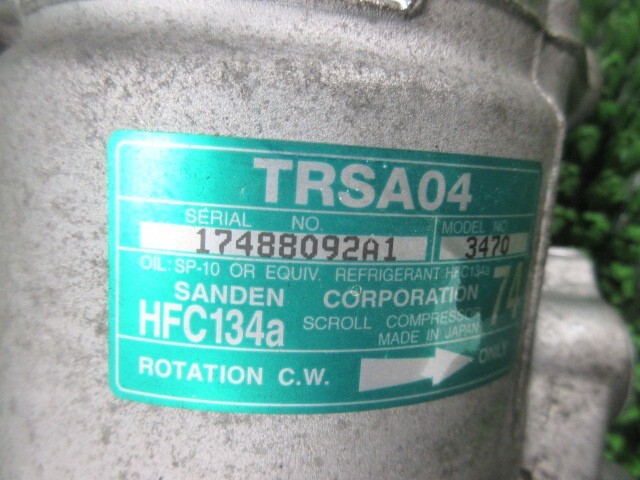 TRSA04
SERIAL NO. MODEL NO.
17488092A1 3470
OIL: SP-10 OR EQUIV. REFRIGERANT: HFC134a
SANDEN CORPORATION 74
HFC134a SCROLL COMPRESSOR
MADE IN JAPAN
ROTATION C.W. ONLY